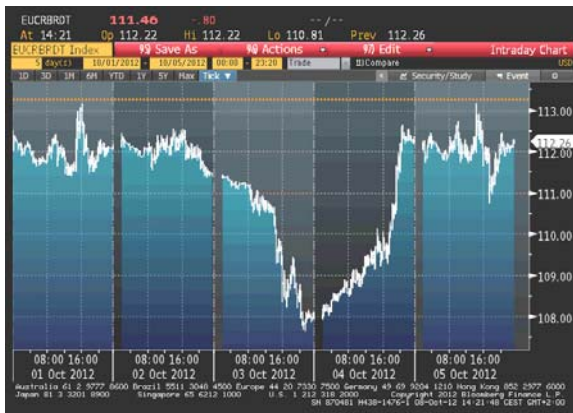 EUCRBRDT 111.46 -.80 --/--
At 14:21 Op 112.22 Hi 112.22 Lo 110.81 Prev 112.26
EUCRBRDT Index 99) Save As 96) Actions 97) Edit Intraday Chart
5 day(s) 10/01/2012 - 10/05/2012 00:00 - 23:20 Trade Compare USD
1D 3D 1M 6M YTD 1Y 5Y Max Tick ▼ Security/Study Event
113.00
112.26
112.00
111.00
110.00
109.00
108.00
08:00 16:00 08:00 16:00 08:00 16:00 08:00 16:00 08:00 16:00
01 Oct 2012 02 Oct 2012 03 Oct 2012 04 Oct 2012 05 Oct 2012
Australia 61 2 9777 8600 Brazil 5511 3048 4500 Europe 44 20 7330 7500 Germany 49 69 9204 1210 Hong Kong 852 2977 6000
Japan 81 3 3201 8900 Singapore 65 6212 1000 U.S. 1 212 318 2000 Copyright 2012 Bloomberg Finance L.P.
SN 870481 H438-1476-1 08-Oct-12 14:21:48 CEST GMT+2:00